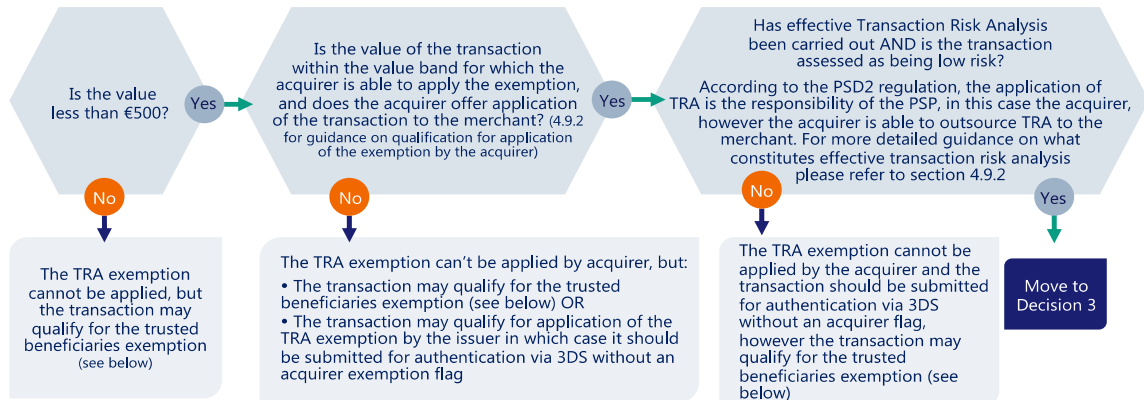 Is the value
less than €500?
Yes
No
The TRA exemption
cannot be applied, but
the transaction may
qualify for the trusted
beneficiaries exemption
(see below)
Is the value of the transaction
within the value band for which the
acquirer is able to apply the exemption,
and does the acquirer offer application
of the transaction to the merchant? (4.9.2
for guidance on qualification for application
of the exemption by the acquirer)
Yes
No
The TRA exemption can't be applied by acquirer, but:
• The transaction may qualify for the trusted
beneficiaries exemption (see below) OR
• The transaction may qualify for application of the
TRA exemption by the issuer in which case it should
be submitted for authentication via 3DS without an
acquirer exemption flag
Has effective Transaction Risk Analysis
been carried out AND is the transaction
assessed as being low risk?
According to the PSD2 regulation, the application of
TRA is the responsibility of the PSP, in this case the acquirer,
however the acquirer is able to outsource TRA to the
merchant. For more detailed guidance on what
constitutes effective transaction risk analysis
please refer to section 4.9.2
No
The TRA exemption cannot be
applied by the acquirer and the
transaction should be submitted
for authentication via 3DS
without an acquirer flag,
however the transaction may
qualify for the trusted
beneficiaries exemption (see
below)
Yes
Move to
Decision 3